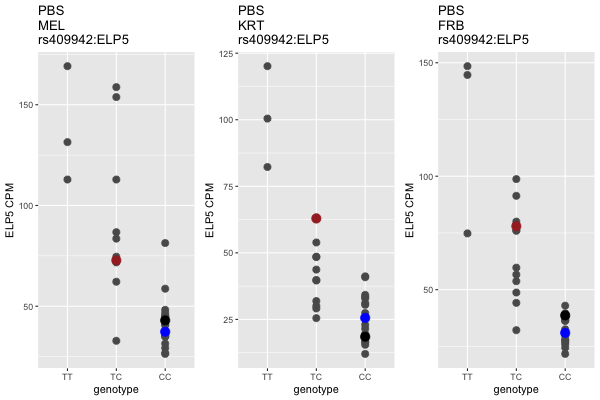 PBS
MEL
rs409942:ELP5
ELP5 CPM
150
100
50
TT TC CC
genotype
PBS
KRT
rs409942:ELP5
ELP5 CPM
125
100
75
50
25
TT TC CC
genotype
PBS
FRB
rs409942:ELP5
ELP5 CPM
150
100
50
TT TC CC
genotype